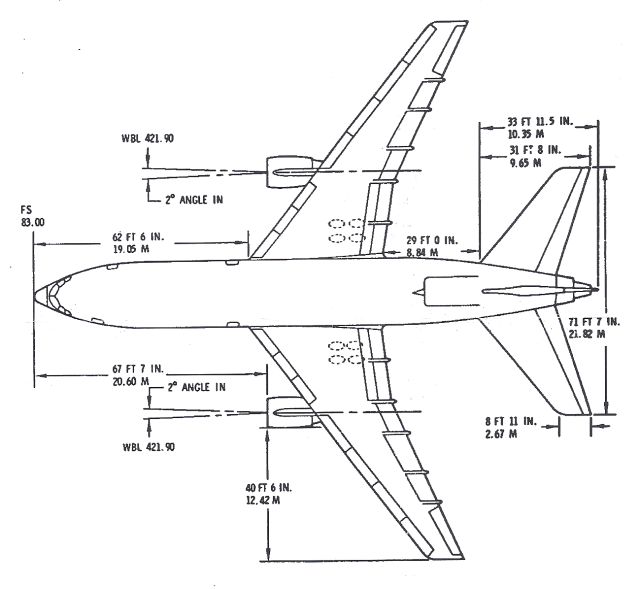 33 FT 11.5 IN.
10.35 M
31 FT 8 IN.
9.65 M
WBL 421.90
2° ANGLE IN
FS
83.00
62 FT 6 IN.
19.05 M
29 FT 0 IN.
8.84 M
71 FT 7 IN.
21.82 M
67 FT 7 IN.
20.60 M
2° ANGLE IN
WBL 421.90
8 FT 11 IN.
2.67 M
40 FT 6 IN.
12.42 M